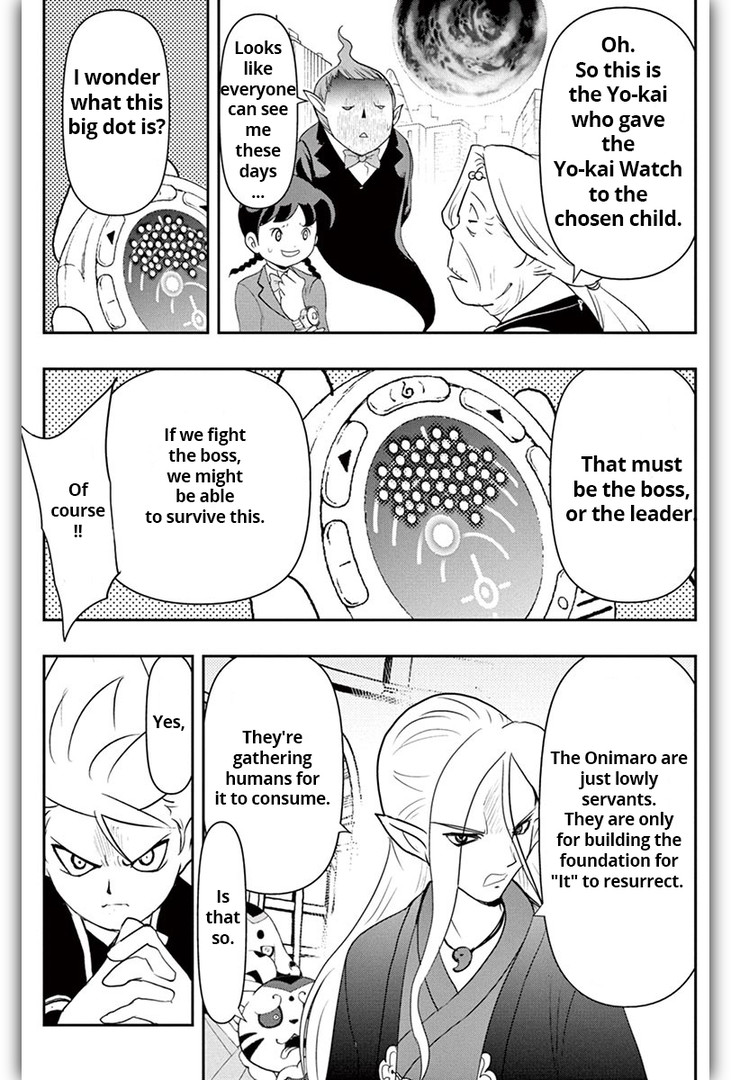 Oh.
So this is
the Yo-kai
who gave
the
Yo-kai Watch
to the
chosen child.
Looks
like
everyone
can see
me
these
days
...
I wonder
what this
big dot is?
That must
be the boss,
or the leader.
If we fight
the boss,
we might
be able
to survive this.
Of
course
!!
The Onimaro are
just lowly
servants.
They are only
for building the
foundation for
"It" to resurrect.
They're
gathering
humans for
it to consume.
Is
that
so.
Yes,